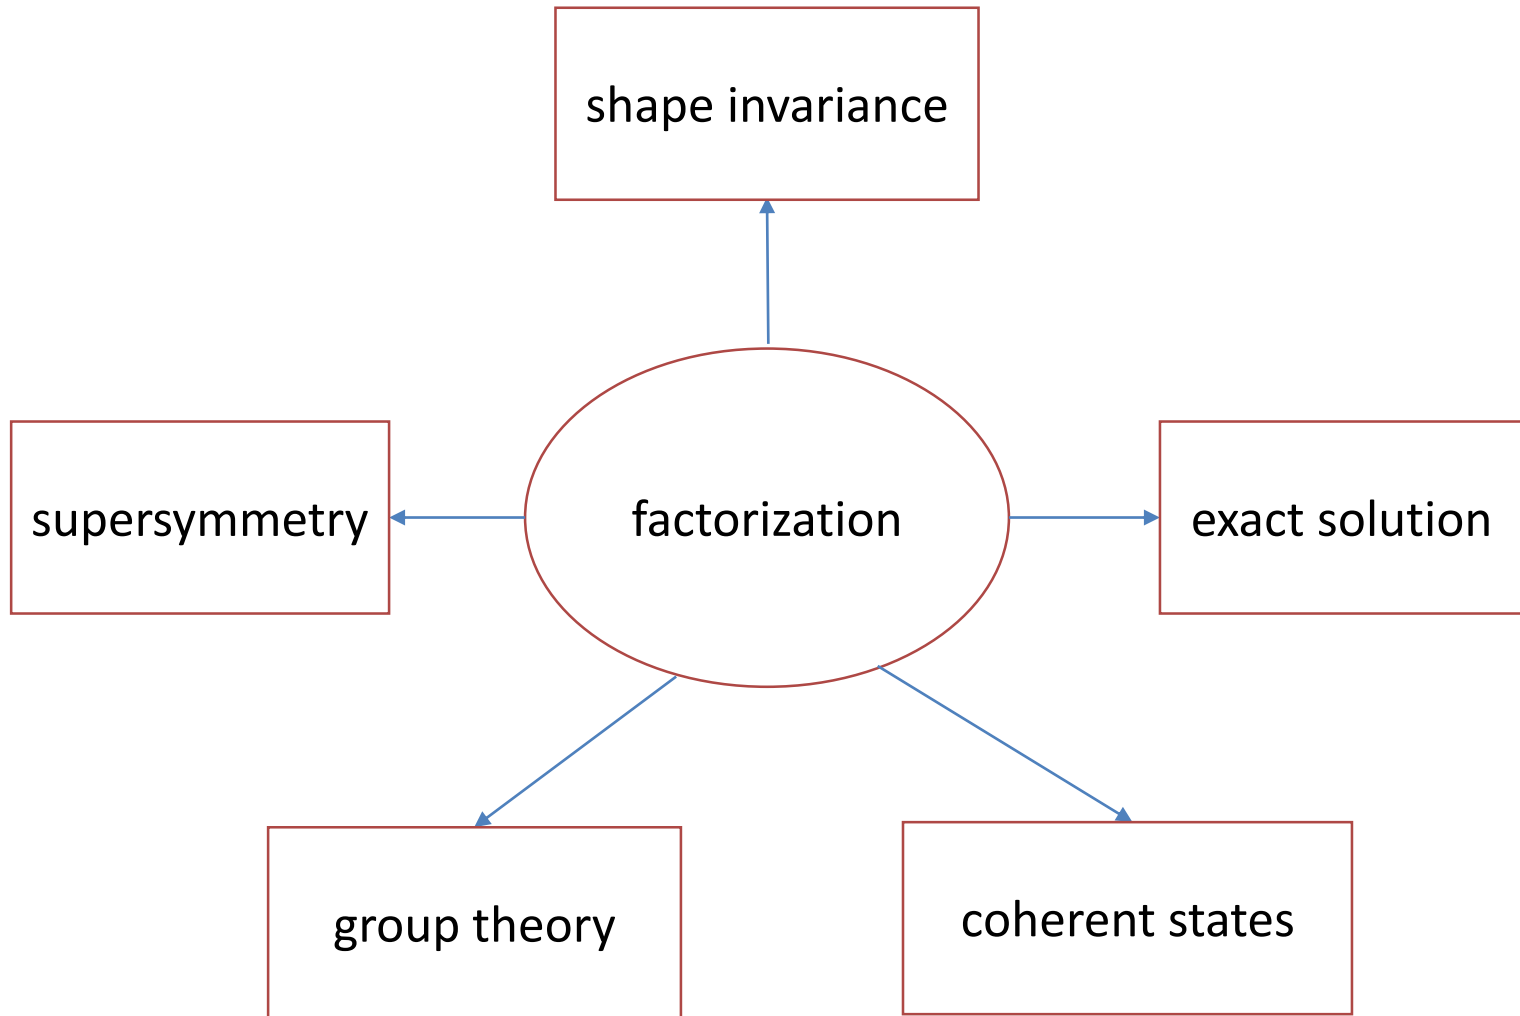 shape invariance
supersymmetry
factorization
exact solution
group theory
coherent states